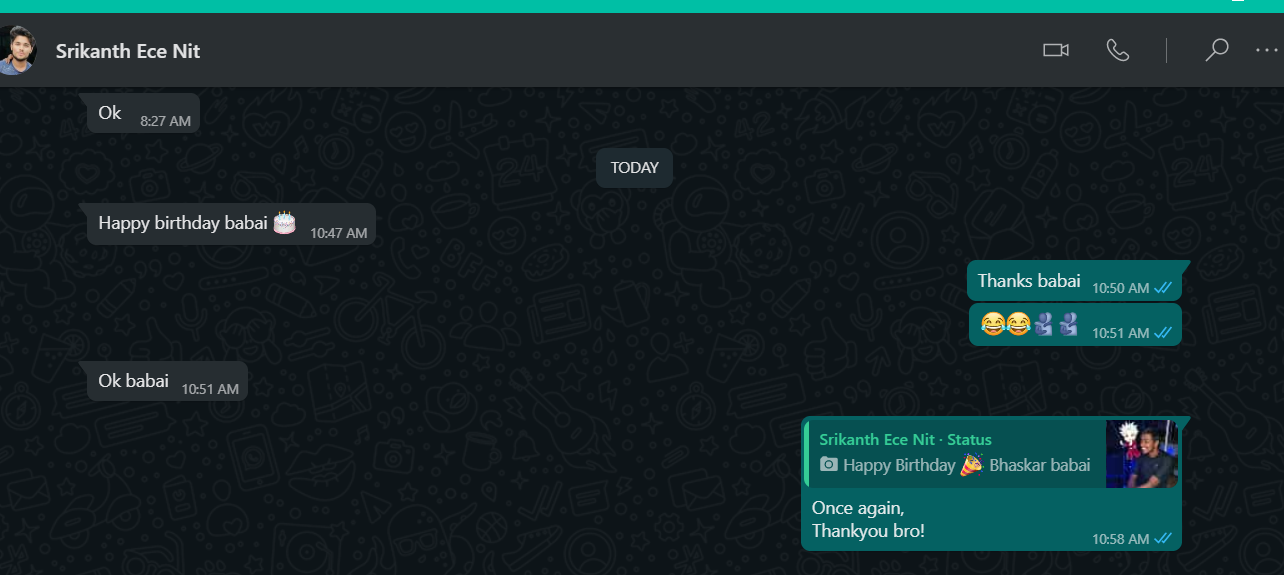 Srikanth Ece Nit
Ok 8:27 AM
TODAY
Happy birthday babai 🎂 10:47 AM
Thanks babai 10:50 AM
😂😂🫂🫂 10:51 AM
Ok babai 10:51 AM
Srikanth Ece Nit · Status
Happy Birthday 🎉 Bhaskar babai
Once again,
Thankyou bro! 10:58 AM